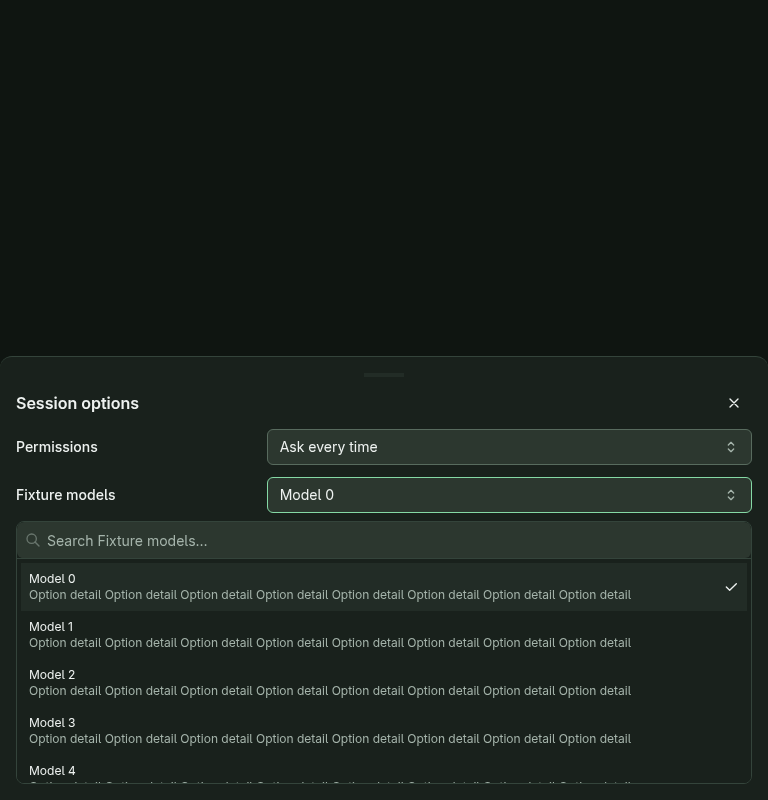 Session options
Permissions
Ask every time
Fixture models
Model 0
Search Fixture models...
Model 0
Option detail Option detail Option detail Option detail Option detail Option detail Option detail Option detail
Model 1
Option detail Option detail Option detail Option detail Option detail Option detail Option detail Option detail
Model 2
Option detail Option detail Option detail Option detail Option detail Option detail Option detail Option detail
Model 3
Option detail Option detail Option detail Option detail Option detail Option detail Option detail Option detail
Model 4